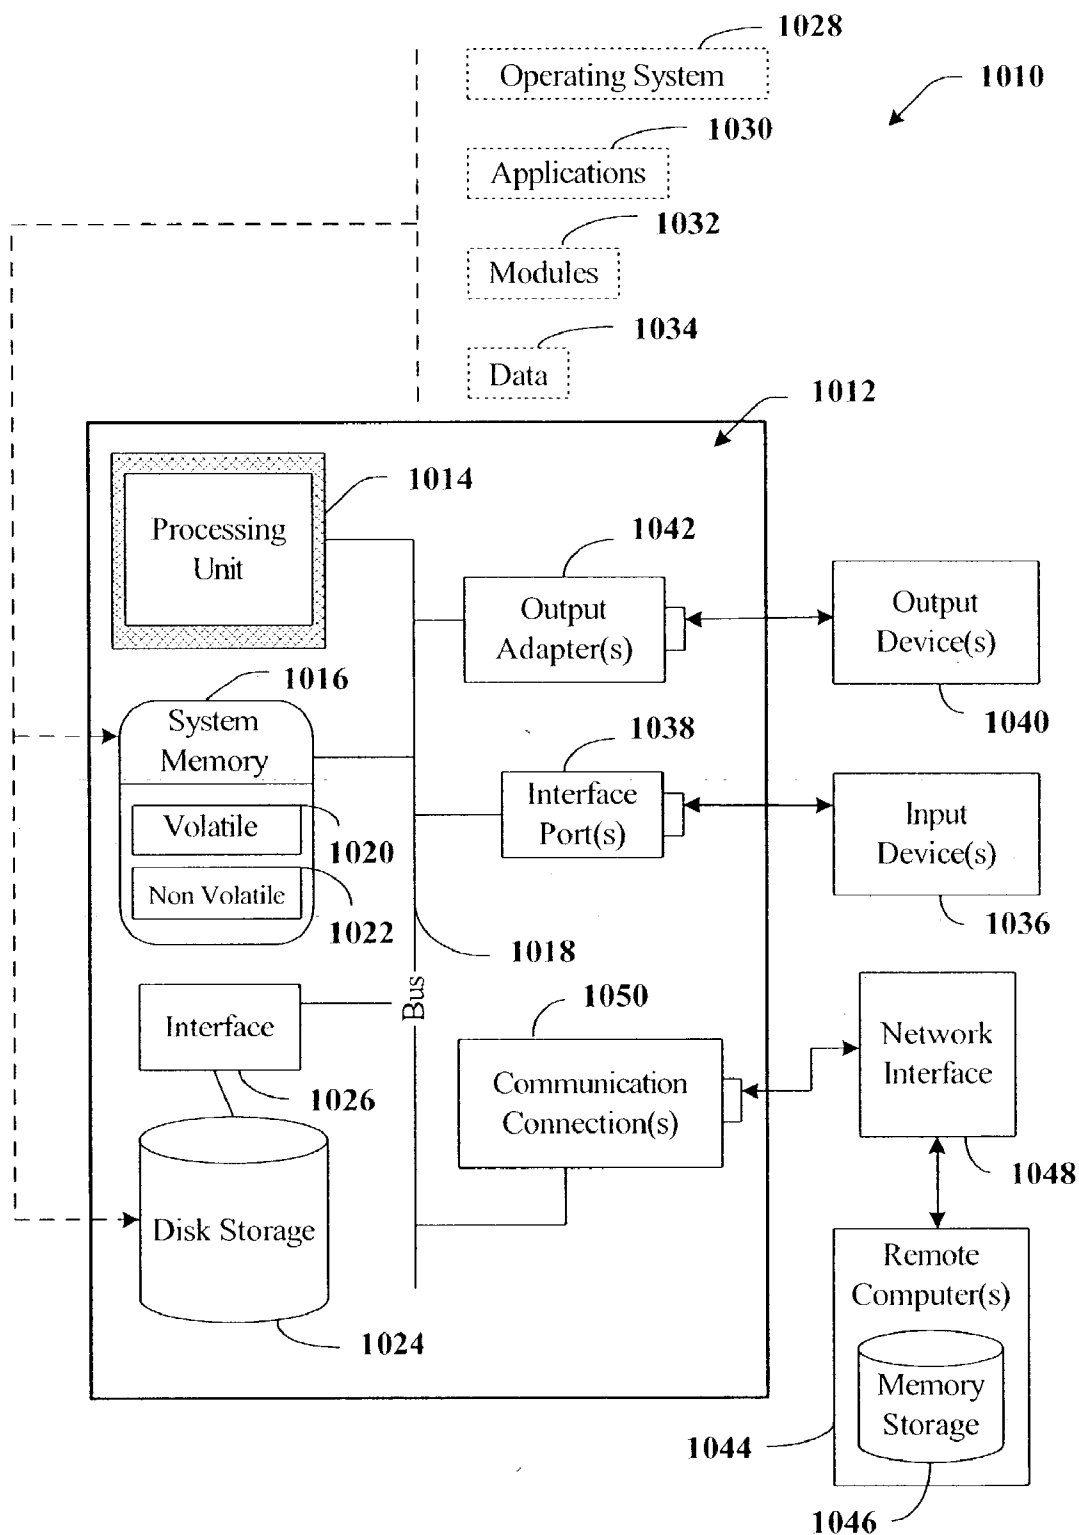 1028
Operating System
1010
1030
Applications
1032
Modules
1034
Data
1012
1014
Processing
Unit
1042
Output
Adapter(s)
Output
Device(s)
1040
1016
System
Memory
1038
Interface
Port(s)
Input
Device(s)
1036
Volatile
1020
Non Volatile
1022
1018
Bus
Interface
1026
1050
Communication
Connection(s)
Network
Interface
1048
Disk Storage
1024
Remote
Computer(s)
Memory
Storage
1044
1046